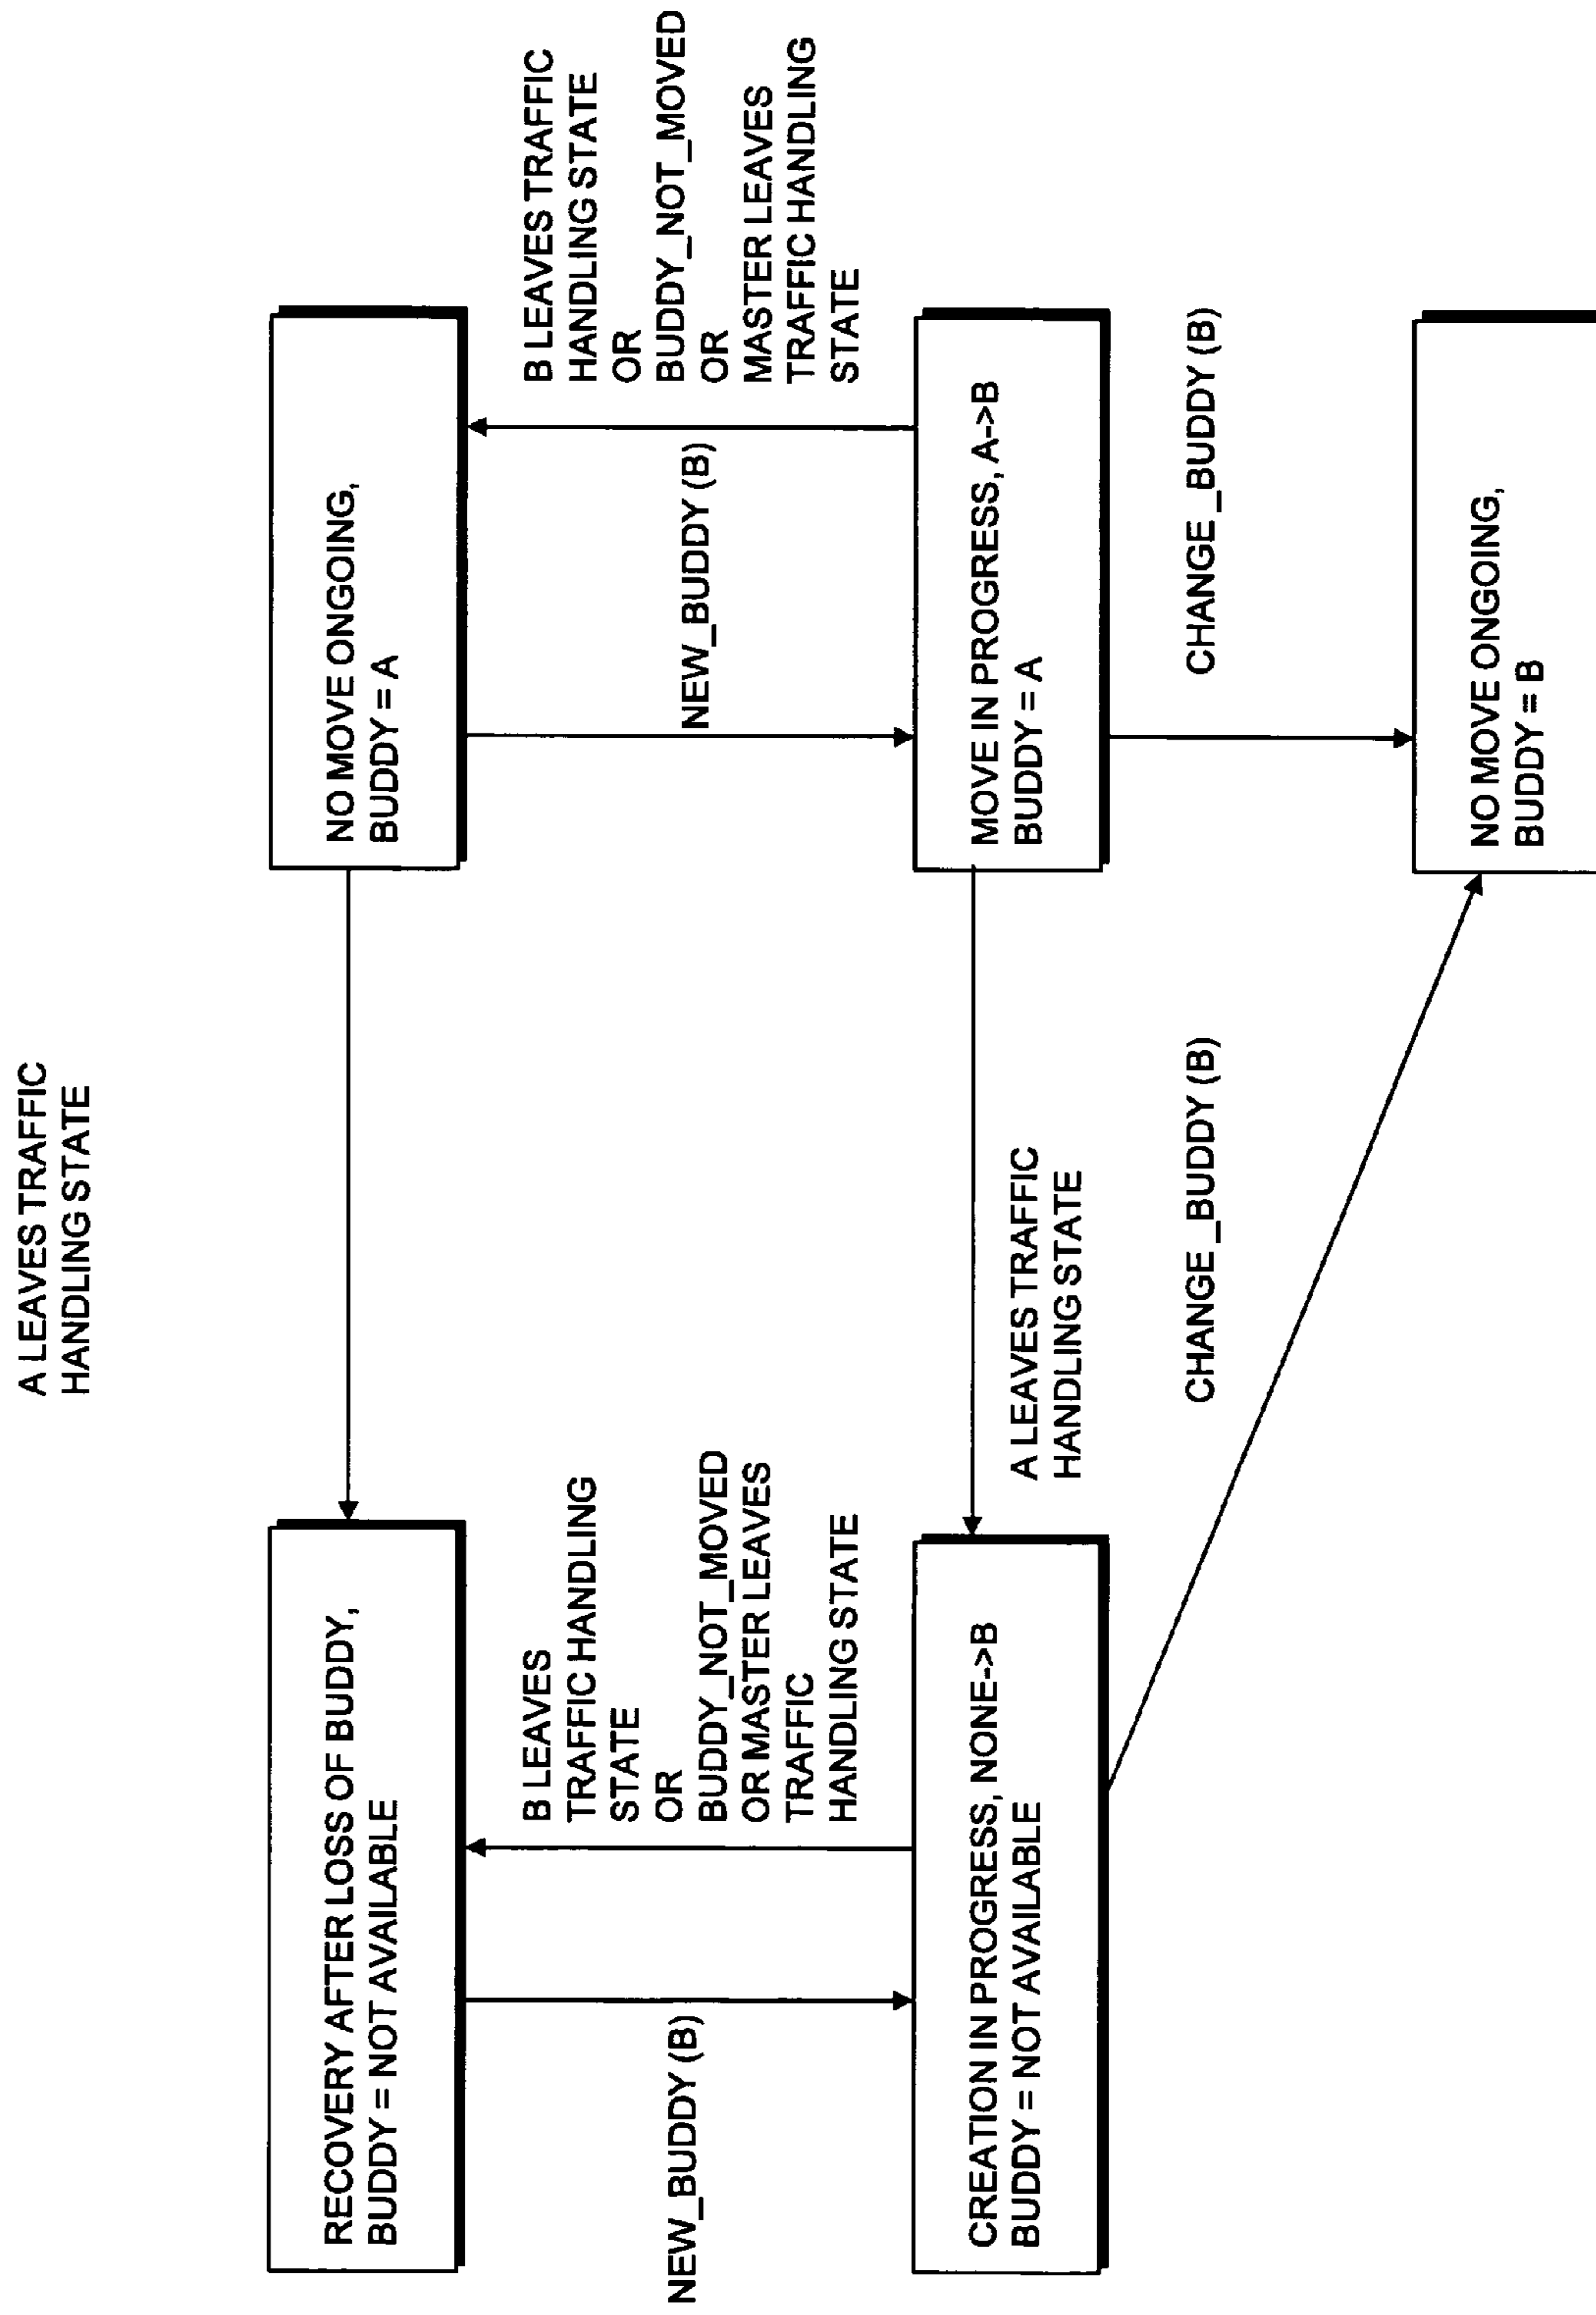 A LEAVES TRAFFIC
HANDLING STATE
RECOVERY AFTER LOSS OF BUDDY,
BUDDY = NOT AVAILABLE
NO MOVE ONGOING,
BUDDY = A
NEW_BUDDY (B)
B LEAVES
TRAFFIC HANDLING
STATE
OR
BUDDY_NOT_MOVED
OR MASTER LEAVES
TRAFFIC
HANDLING STATE
NEW_BUDDY (B)
B LEAVES TRAFFIC
HANDLING STATE
OR
BUDDY_NOT_MOVED
OR
MASTER LEAVES
TRAFFIC HANDLING
STATE
CREATION IN PROGRESS, NONE->B
BUDDY = NOT AVAILABLE
A LEAVES TRAFFIC
HANDLING STATE
MOVE IN PROGRESS, A->B
BUDDY = A
CHANGE_BUDDY (B)
CHANGE_BUDDY (B)
NO MOVE ONGOING,
BUDDY = B